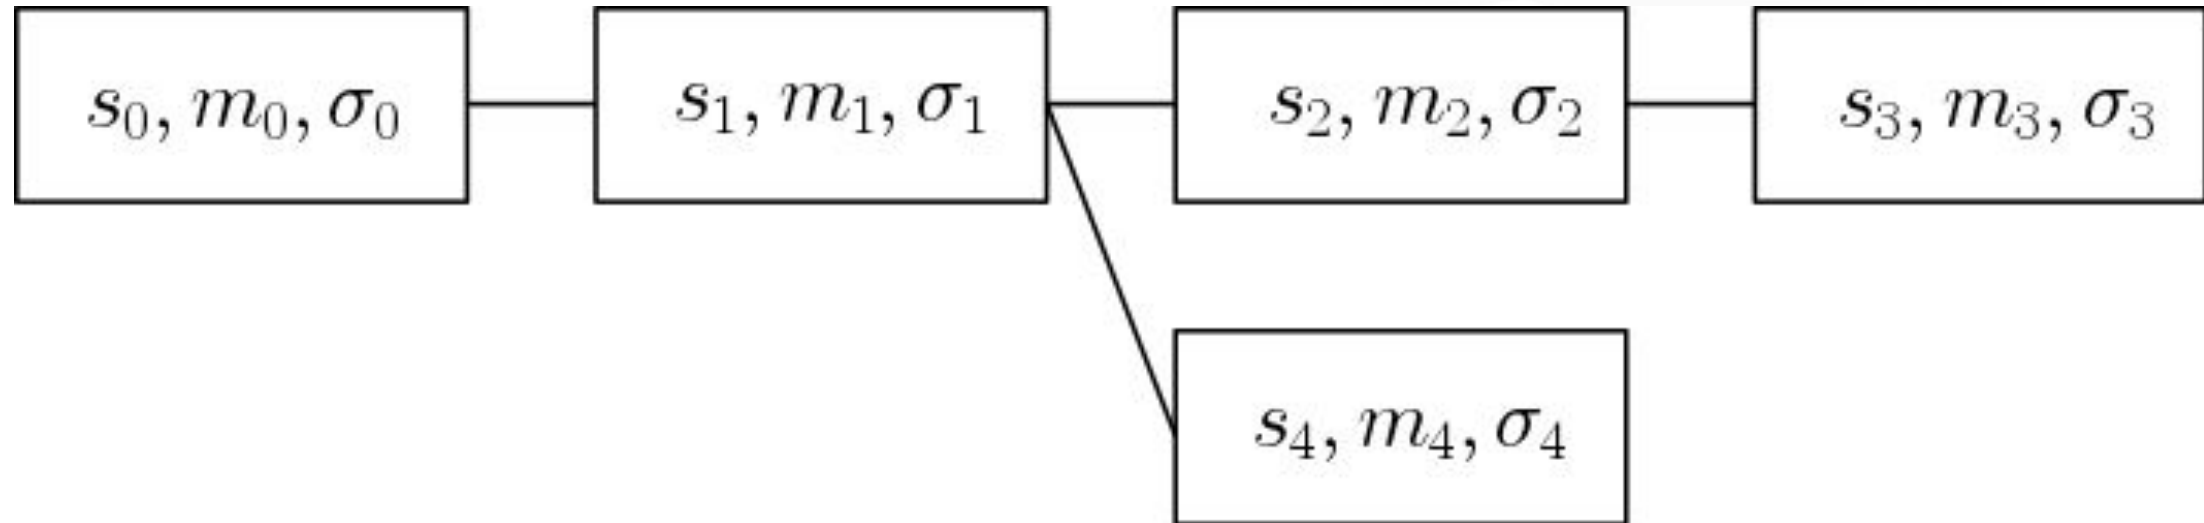 s₀, m₀, σ₀
s₁, m₁, σ₁
s₂, m₂, σ₂
s₃, m₃, σ₃
s₄, m₄, σ₄